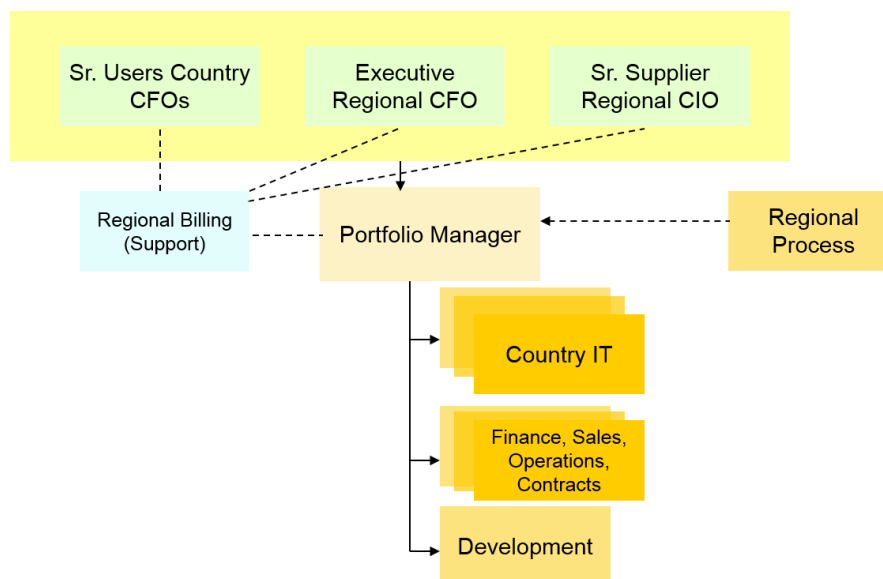 Sr. Users Country
CFOs
Executive
Regional CFO
Sr. Supplier
Regional CIO
Regional Billing
(Support)
Portfolio Manager
Regional
Process
Country IT
Finance, Sales,
Operations,
Contracts
Development